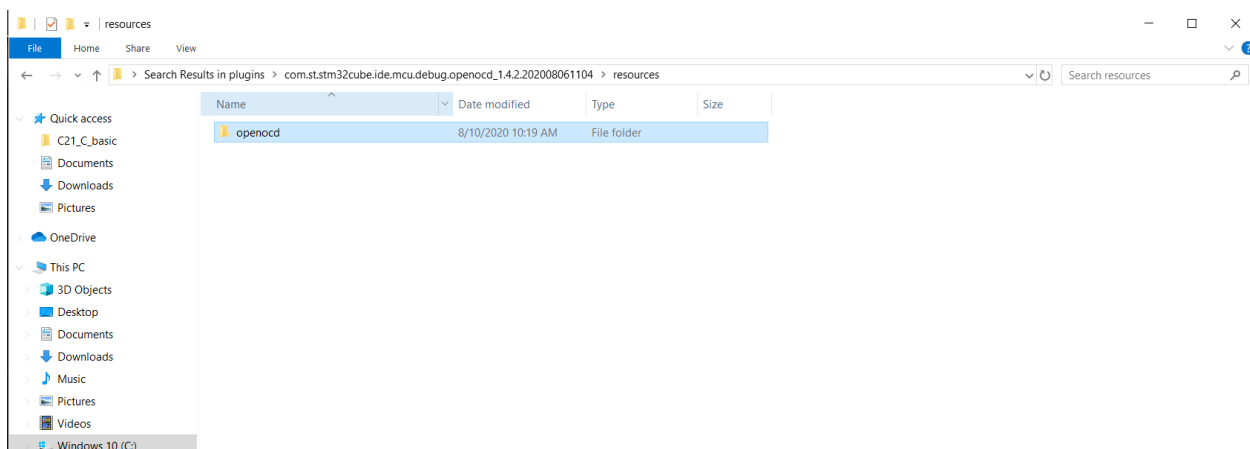 resources
File Home Share View
Search Results in plugins > com.st.stm32cube.ide.mcu.debug.openocd_1.4.2.202008061104 > resources
Search resources
Name Date modified Type Size
openocd 8/10/2020 10:19 AM File folder
Quick access
C21_C_basic
Documents
Downloads
Pictures
OneDrive
This PC
3D Objects
Desktop
Documents
Downloads
Music
Pictures
Videos
Windows 10 (C:)